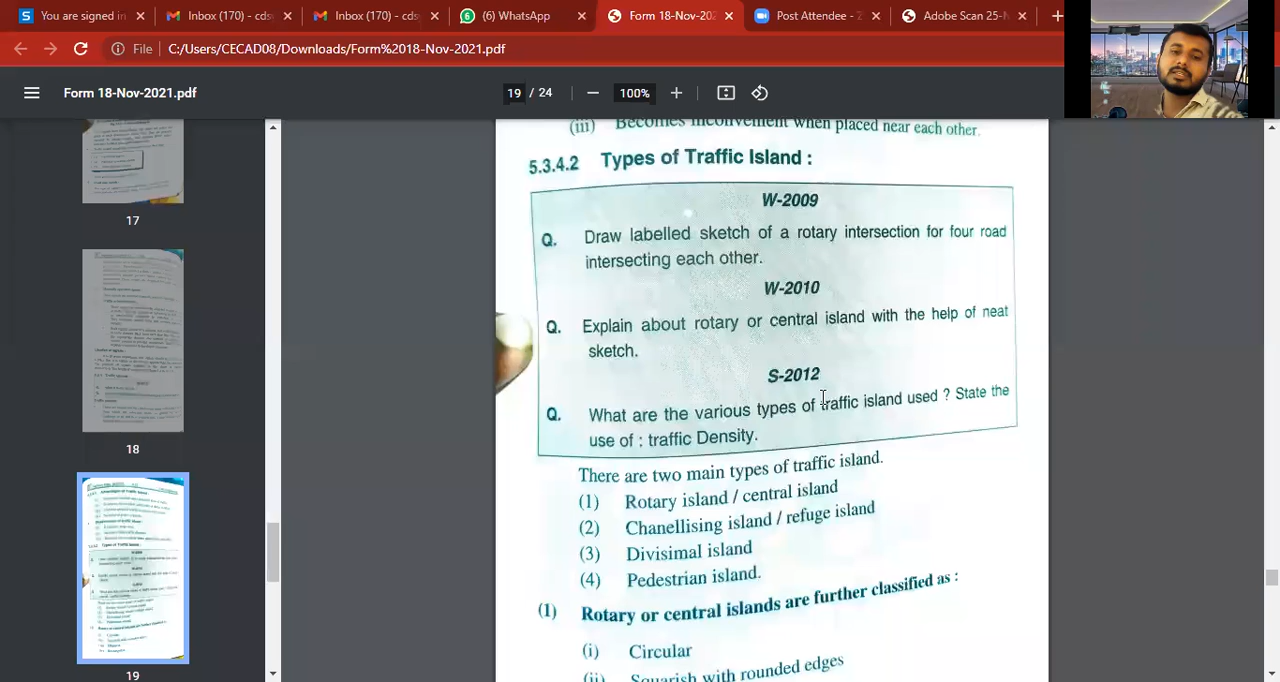 You are signed in
Inbox (170) - cds
Inbox (170) - cds
(6) WhatsApp
Form 18-Nov-202
Post Attendee - Z
Adobe Scan 25-N
File
C:/Users/CECAD08/Downloads/Form%2018-Nov-2021.pdf
Form 18-Nov-2021.pdf
19 / 24
100%
17
18
19
(iii) Becomes inconvenient when placed near each other.
5.3.4.2 Types of Traffic Island :
W-2009
Q. Draw labelled sketch of a rotary intersection for four road
intersecting each other.
W-2010
Q. Explain about rotary or central island with the help of neat
sketch.
S-2012
Q. What are the various types of traffic island used ? State the
use of : traffic Density.
There are two main types of traffic island.
(1) Rotary island / central island
(2) Chanellising island / refuge island
(3) Divisimal island
(4) Pedestrian island.
(I) Rotary or central islands are further classified as :
(i) Circular
(ii) Squarish with rounded edges